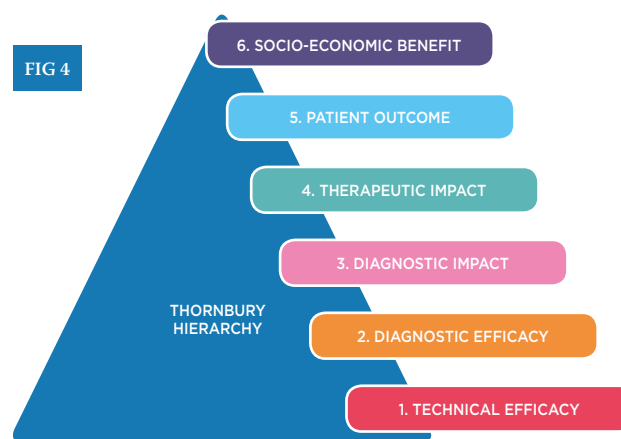 FIG 4
6. SOCIO-ECONOMIC BENEFIT
5. PATIENT OUTCOME
4. THERAPEUTIC IMPACT
3. DIAGNOSTIC IMPACT
THORNBURY
HIERARCHY
2. DIAGNOSTIC EFFICACY
1. TECHNICAL EFFICACY